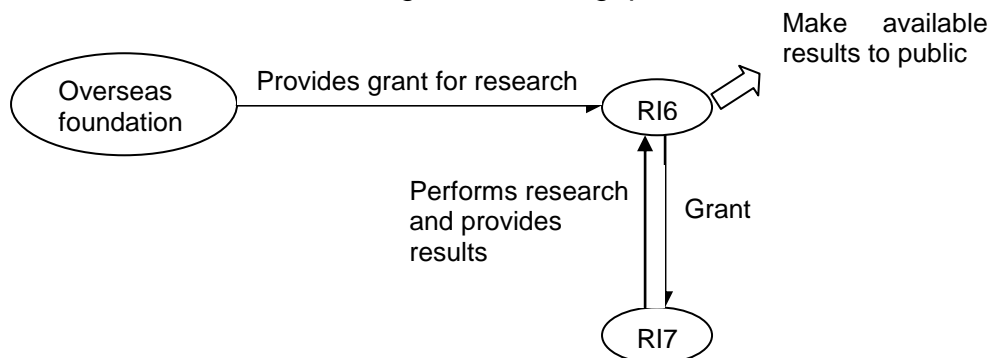 Make available
results to public
Provides grant for research
Overseas
foundation
RI6
Performs research
and provides
results
Grant
RI7